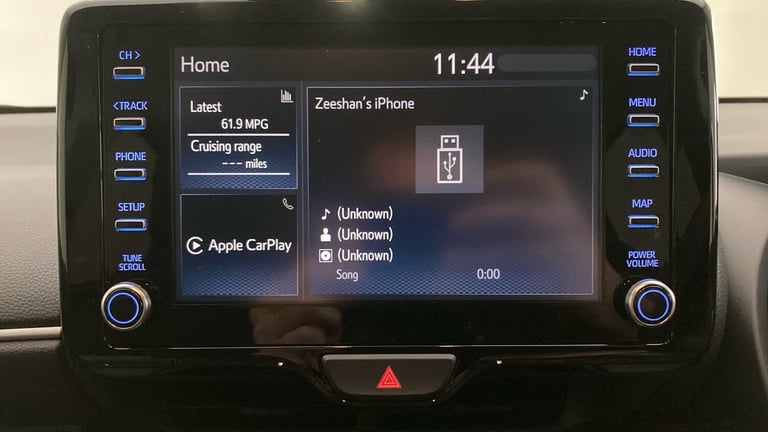 CH >
<TRACK
PHONE
SETUP
TUNE
SCROLL
Home
11:44
Latest
61.9 MPG
Cruising range
--- miles
Apple CarPlay
Zeeshan's iPhone
(Unknown)
(Unknown)
(Unknown)
Song
0:00
HOME
MENU
AUDIO
MAP
POWER
VOLUME